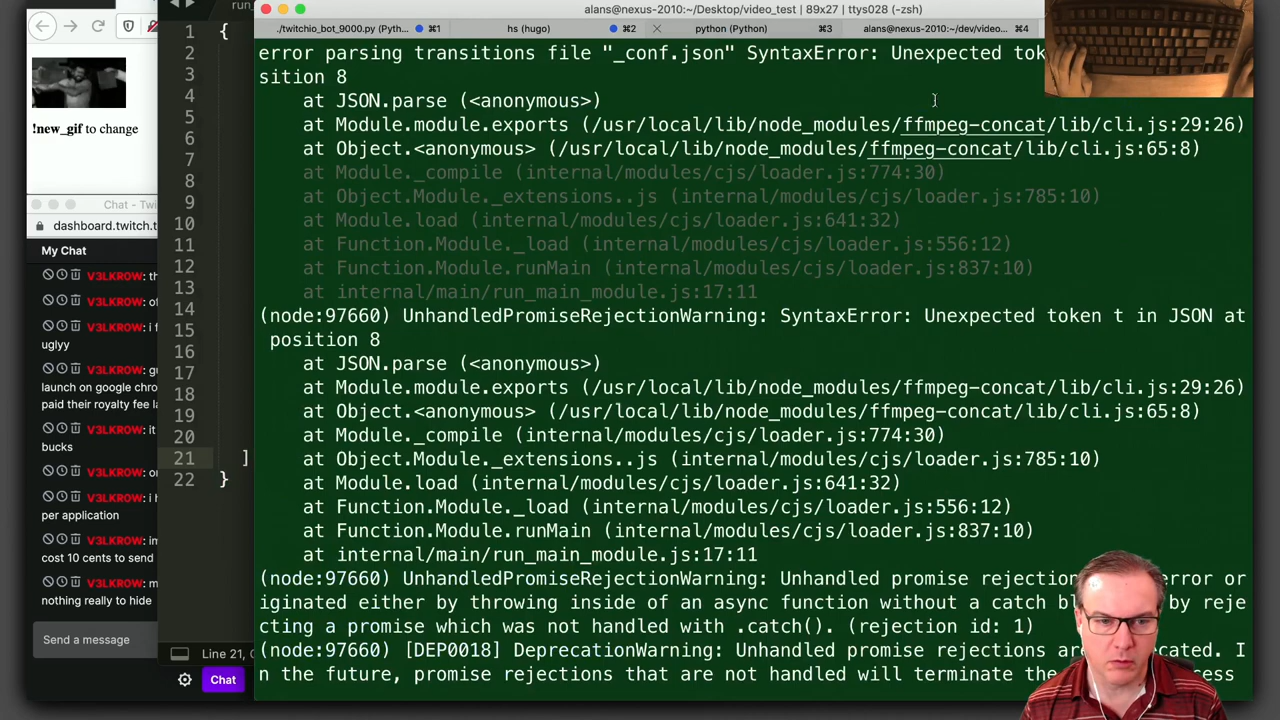 !new_gif to change
Chat - Twi
dashboard.twitch.t
My Chat
V3LKROW: th
V3LKROW: of
V3LKROW: i f
uglyy
V3LKROW: gu
launch on google chro
paid their royalty fee la
V3LKROW: it
bucks
V3LKROW: or
V3LKROW: i h
per application
V3LKROW: im
cost 10 cents to send
V3LKROW: m
nothing really to hide
Send a message
Chat
run_
1 {
2
3
4
5
6
7
8
9
10
11
12
13
14
15
16
17
18
19
20
21 ]
22 }
Line 21, C
alans@nexus-2010:~/Desktop/video_test | 89x27 | ttys028 (-zsh)
./twitchio_bot_9000.py (Pyth... ⌘1
hs (hugo) ⌘2
python (Python) ⌘3
alans@nexus-2010:~/dev/video... ⌘4
error parsing transitions file "_conf.json" SyntaxError: Unexpected tok
sition 8
at JSON.parse (<anonymous>)
at Module.module.exports (/usr/local/lib/node_modules/ffmpeg-concat/lib/cli.js:29:26)
at Object.<anonymous> (/usr/local/lib/node_modules/ffmpeg-concat/lib/cli.js:65:8)
at Module._compile (internal/modules/cjs/loader.js:774:30)
at Object.Module._extensions..js (internal/modules/cjs/loader.js:785:10)
at Module.load (internal/modules/cjs/loader.js:641:32)
at Function.Module._load (internal/modules/cjs/loader.js:556:12)
at Function.Module.runMain (internal/modules/cjs/loader.js:837:10)
at internal/main/run_main_module.js:17:11
(node:97660) UnhandledPromiseRejectionWarning: SyntaxError: Unexpected token t in JSON at
position 8
at JSON.parse (<anonymous>)
at Module.module.exports (/usr/local/lib/node_modules/ffmpeg-concat/lib/cli.js:29:26)
at Object.<anonymous> (/usr/local/lib/node_modules/ffmpeg-concat/lib/cli.js:65:8)
at Module._compile (internal/modules/cjs/loader.js:774:30)
at Object.Module._extensions..js (internal/modules/cjs/loader.js:785:10)
at Module.load (internal/modules/cjs/loader.js:641:32)
at Function.Module._load (internal/modules/cjs/loader.js:556:12)
at Function.Module.runMain (internal/modules/cjs/loader.js:837:10)
at internal/main/run_main_module.js:17:11
(node:97660) UnhandledPromiseRejectionWarning: Unhandled promise rejection error or
iginated either by throwing inside of an async function without a catch bl by reje
cting a promise which was not handled with .catch(). (rejection id: 1)
(node:97660) [DEP0018] DeprecationWarning: Unhandled promise rejections are ecated. I
n the future, promise rejections that are not handled will terminate the ess